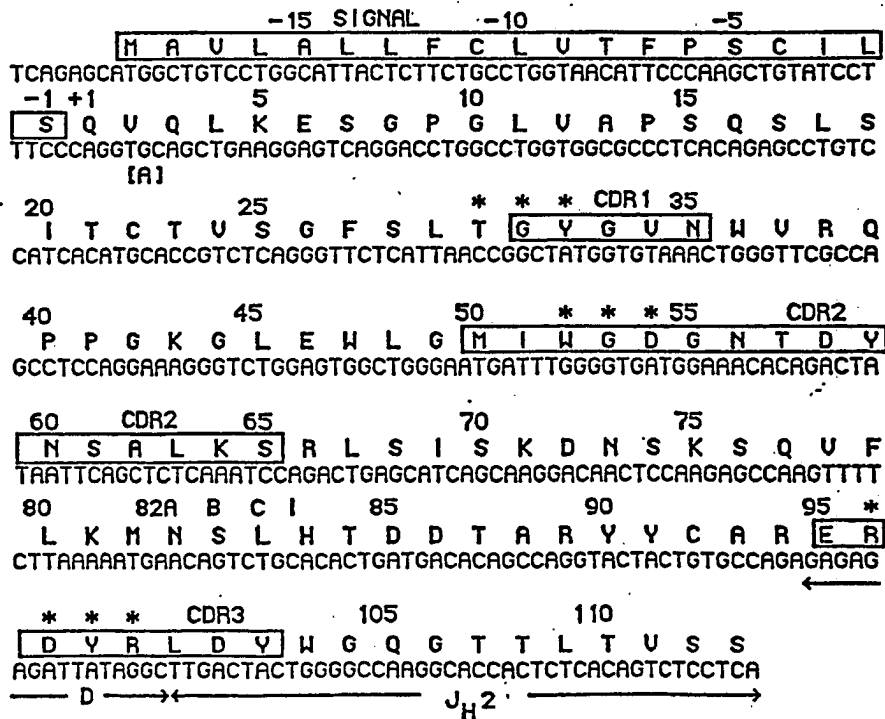 -15 SIGNAL -10 -5
M A V L A L L F C L V T F P S C I L
TCAGAGCATGGCTGTCCTGGCATTACTCTTCTGCCTGGTAACATTCCCAAGCTGTATCCT
-1 +1 5 10 15
S Q V Q L K E S G P G L V A P S Q S L S
TTCCCAGGTGCAGCTGAAGGAGTCAGGACCTGGCCTGGTGGCGCCCTCACAGAGCCTGTC
[A]
20 25 * * * CDR1 35
I T C T V S G F S L T G Y G V N W V R Q
CATCACATGCACCGTCTCAGGGTTCTCATTAACCGGCTATGGTGTAAACTGGGTTCGCCA
40 45 50 * * * 55 CDR2
P P G K G L E W L G M I W G D G N T D Y
GCCTCCAGGAAAGGGTCTGGAGTGGCTGGGAATGATTTGGGGTGATGGAAACACAGACTA
60 CDR2 65 70 75
N S A L K S R L S I S K D N S K S Q V F
TAATTCAGCTCTCAAATCCAGACTGAGCATCAGCAAGGACAACTCCAAGAGCCAAGTTTT
80 82A B C I 85 90 95 *
L K M N S L H T D D T A R Y Y C A R E R
CTTAAAAATGAACAGTCTGCACACTGATGACACAGCCAGGTACTACTGTGCCAGAGAGAG
* * * CDR3 105 110
D Y R L D Y W G Q G T T L T V S S
AGATTATAGGCTTGACTACTGGGGCCAAGGCACCACTCTCACAGTCTCCTCA
D JH2